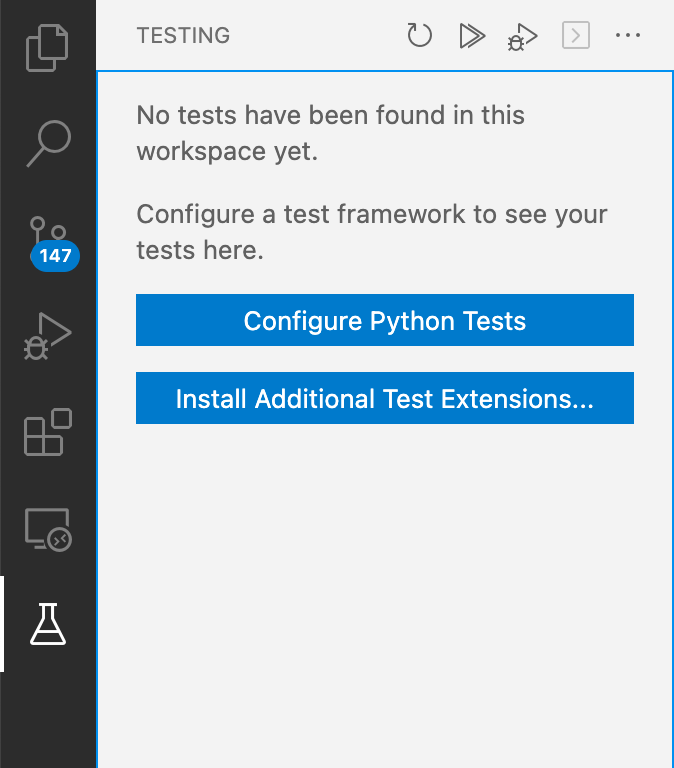 TESTING
No tests have been found in this
workspace yet.
Configure a test framework to see your
tests here.
147
Configure Python Tests
Install Additional Test Extensions...